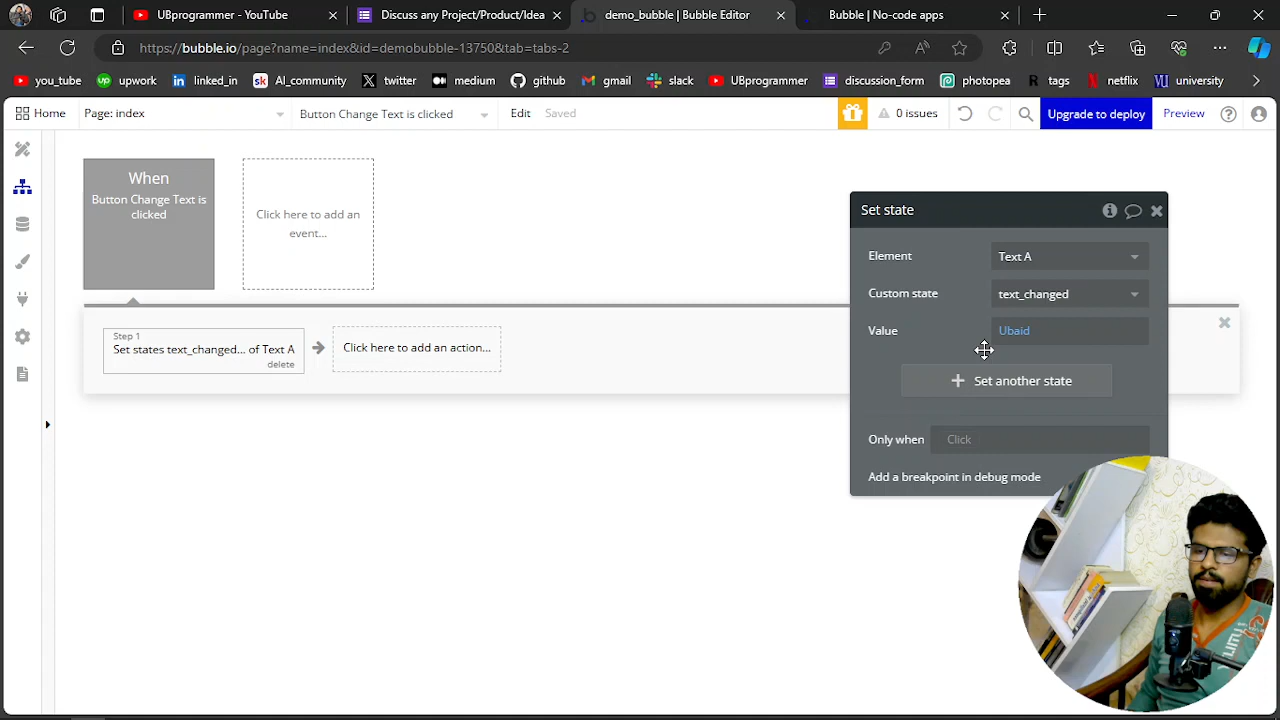 UBprogrammer - YouTube
Discuss any Poject/Product/Idea
demo_bubble | Bubble Editor
Bubble | No-code apps
https://bubble.io/page?name=index&id=demobubble-13750&tab=tab-2
you_tube
upwork
linked_in
AI_community
twitter
medium
github
gmail
slack
UBprogrammer
discussion_form
photopea
tags
netflix
university
Home
Page: index
Button Change Text is clicked
Edit
Saved
0 issues
Upgrade to deploy
Preview
When
Button Change Text is
clicked
Click here to add an
event...
Set state
Element
Text A
Custom state
text_changed
Value
Ubaid
Set another state
Only when
Click
Add a breakpoint in debug mode
Step 1
Set states text_changed... of Text A
delete
Click here to add an action...